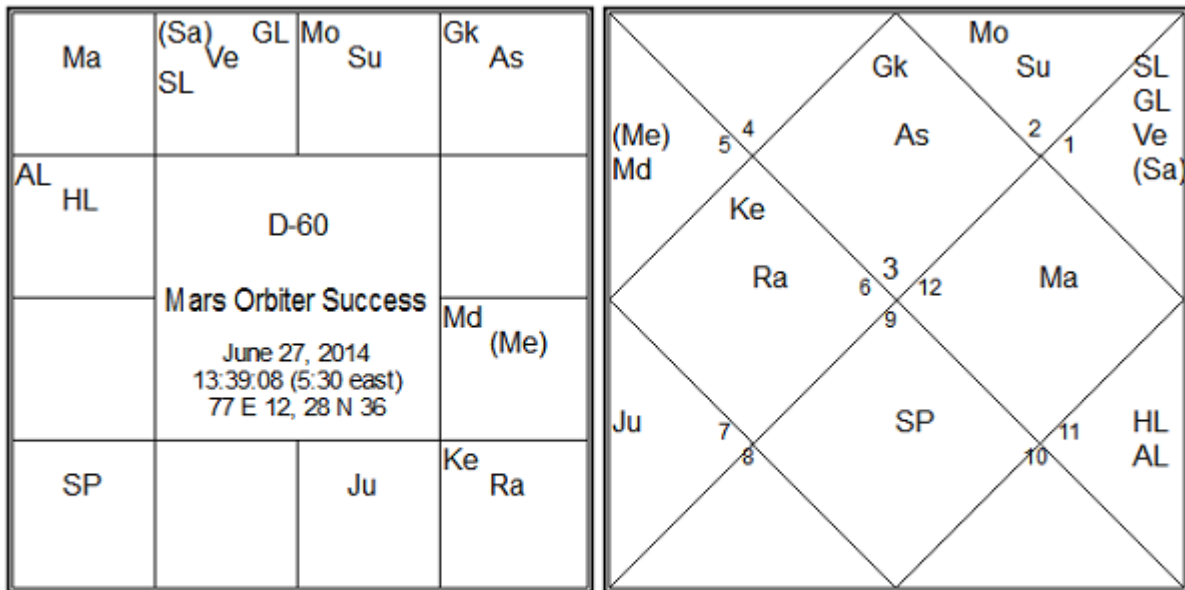 Ma
(Sa) GL
Ve
SL
Mo
Su
Gk
As
AL
HL
D-60
Mars Orbiter Success
June 27, 2014
13:39:08 (5:30 east)
77 E 12, 28 N 36
Md
(Me)
SP
Ju
Ke
Ra
Mo
Gk
Su
SL
GL
Ve
(Sa)
(Me)
Md
5
4
As
2
1
Ke
Ra
6
3
12
Ma
9
Ju
7
8
SP
11
10
HL
AL